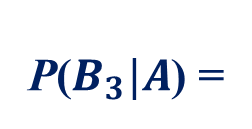 P(B₃|A) =